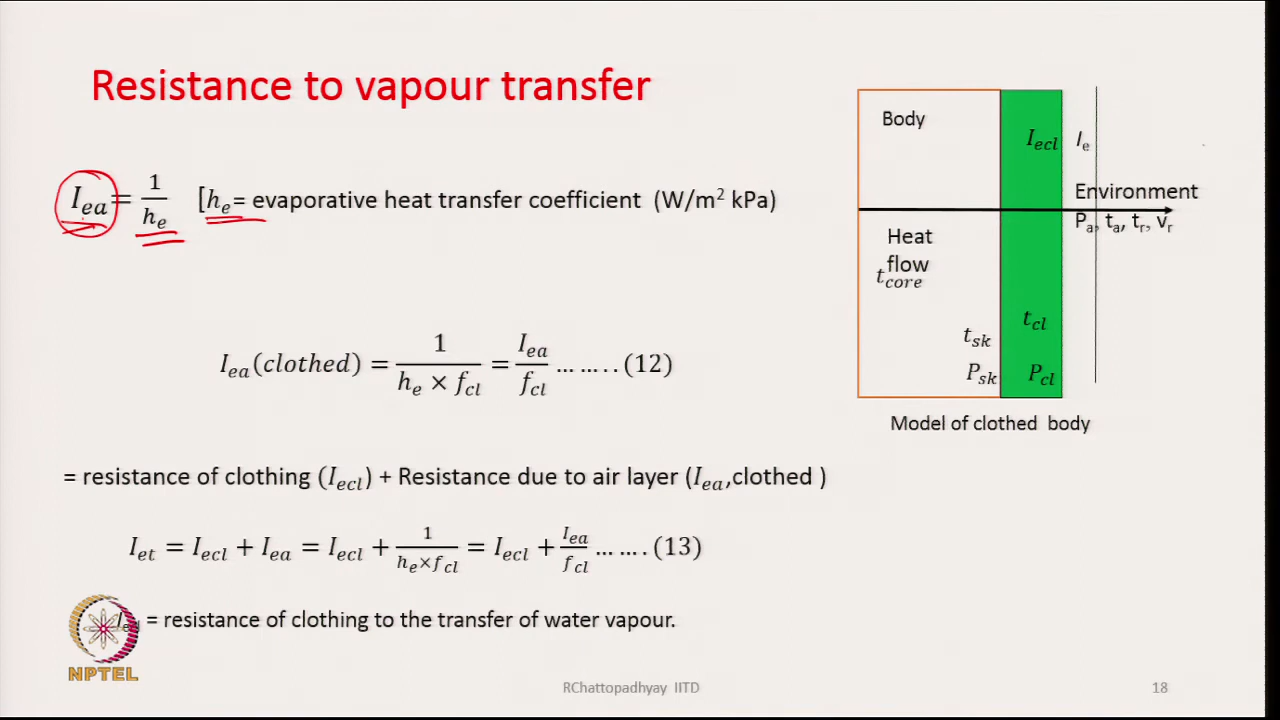 Resistance to vapour transfer
I_ea = 1/h_e [h_e= evaporative heat transfer coefficient (W/m² kPa)
I_ea(clothed) = 1/(h_e × f_cl) = I_ea/f_cl … … . . (12)
= resistance of clothing (I_ecl) + Resistance due to air layer (I_ea,clothed )
I_et = I_ecl + I_ea = I_ecl + 1/(h_e×f_cl) = I_ecl + I_ea/f_cl … … . (13)
= resistance of clothing to the transfer of water vapour.
Body
I_ecl
I_e
Environment
P_a, t_a, t_r, v_r
Heat
flow
t_core
t_cl
t_sk
P_sk
P_cl
Model of clothed body
NPTEL
RChattopadhyay IITD
18